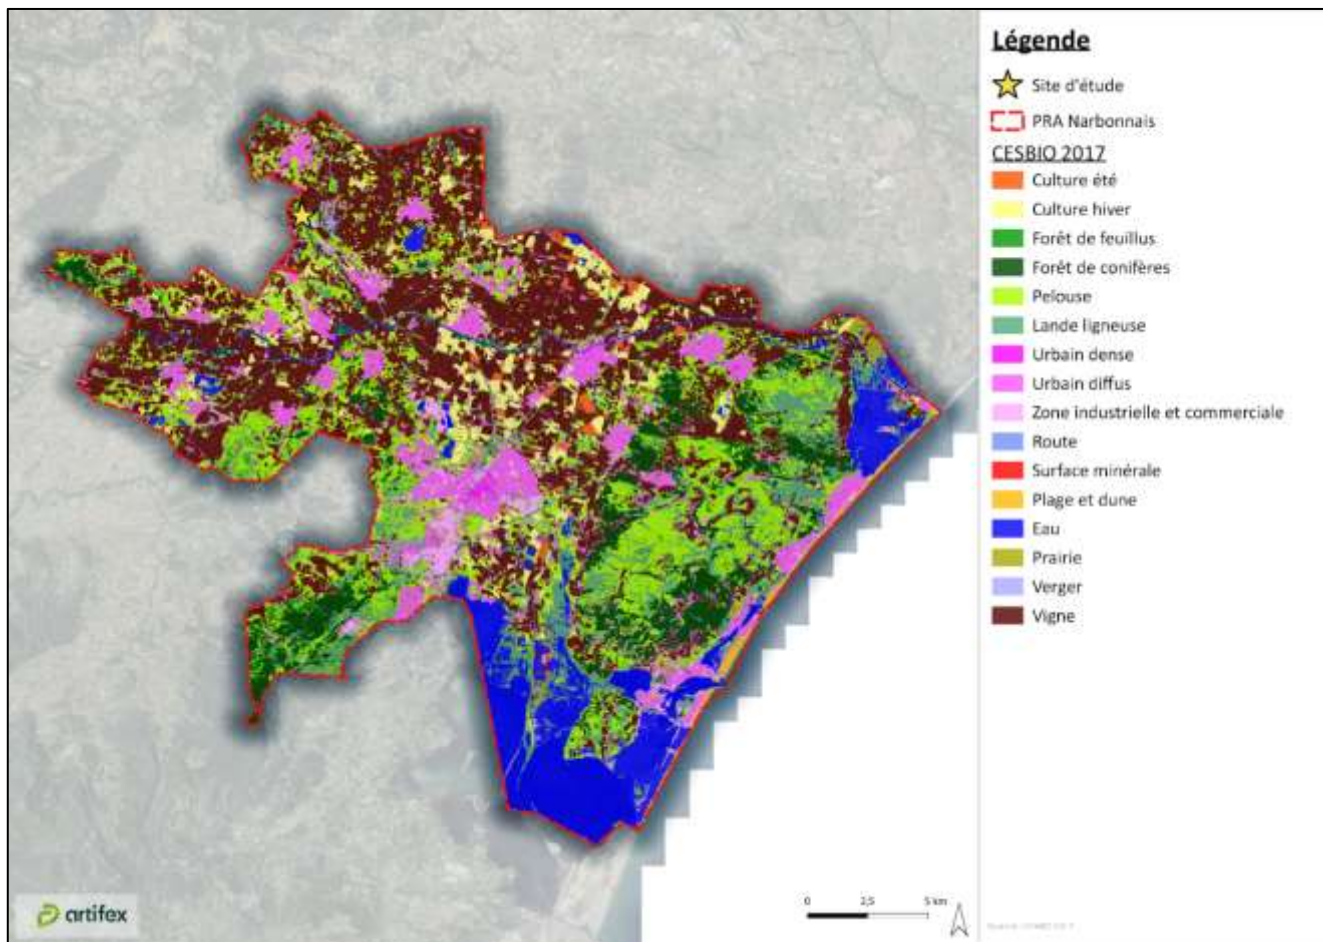 Légende
Site d'étude
PRA Narbonnais
CESBIO 2017
Culture été
Culture hiver
Forêt de feuillus
Forêt de conifères
Pelouse
Lande ligneuse
Urbain dense
Urbain diffus
Zone industrielle et commerciale
Route
Surface minérale
Plage et dune
Eau
Prairie
Verger
Vigne
0 2,5 5 km
artifex